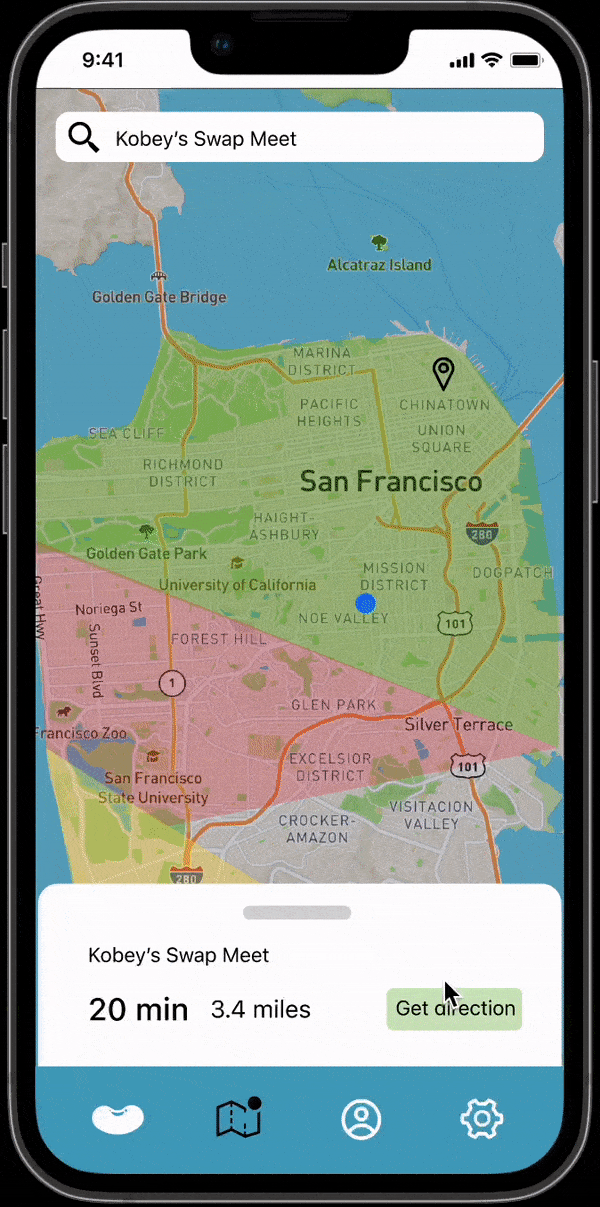 9:41
Kobey's Swap Meet
Alcatraz Island
Golden Gate Bridge
MARINA
DISTRICT
PACIFIC
HEIGHTS
CHINATOWN
UNION
SQUARE
SEA CLIFF
RICHMOND
DISTRICT
San Francisco
HAIGHT-
ASHBURY
280
Golden Gate Park
University of California
MISSION
DISTRICT
DOGPATCH
NOE VALLEY
101
Great Hwy
Noriega St
Sunset Blvd
FOREST HILL
1
GLEN PARK
Silver Terrace
Francisco Zoo
EXCELSIOR
DISTRICT
101
San Francisco
State University
VISITACION
VALLEY
CROCKER-
AMAZON
280
Kobey's Swap Meet
20 min 3.4 miles
Get direction